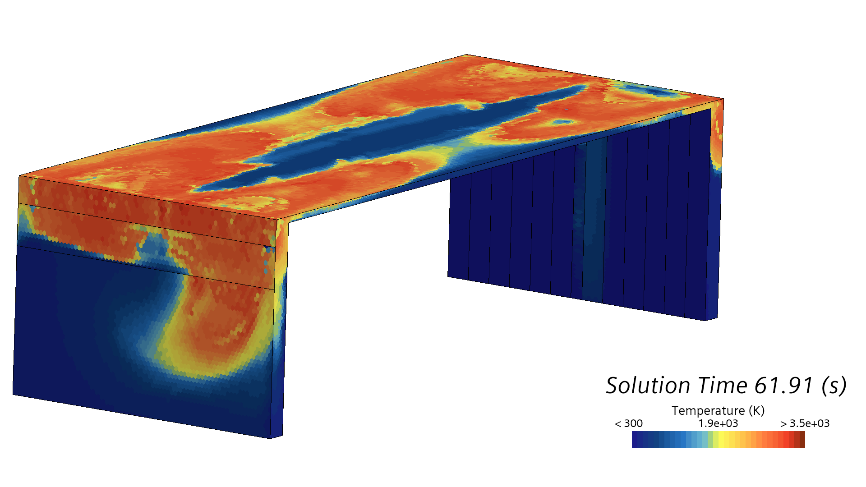 Solution Time 61.91 (s)
Temperature (K)
< 300 1.9e+03 > 3.5e+03